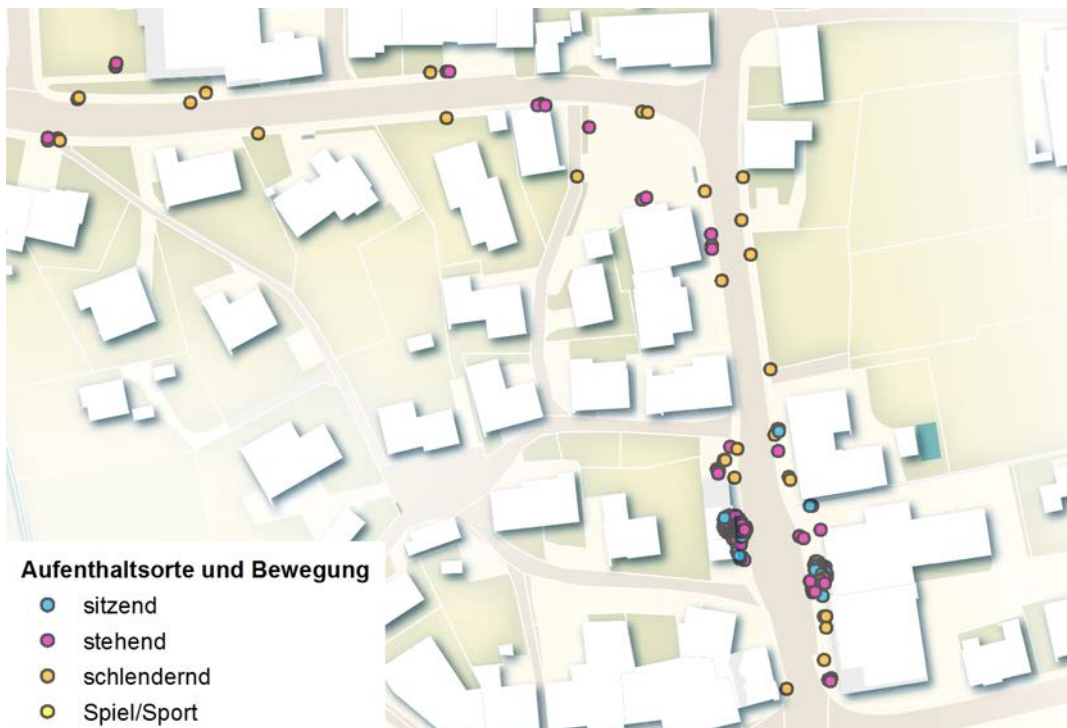 Aufenthaltsorte und Bewegung
sitzend
stehend
schlendernd
Spiel/Sport